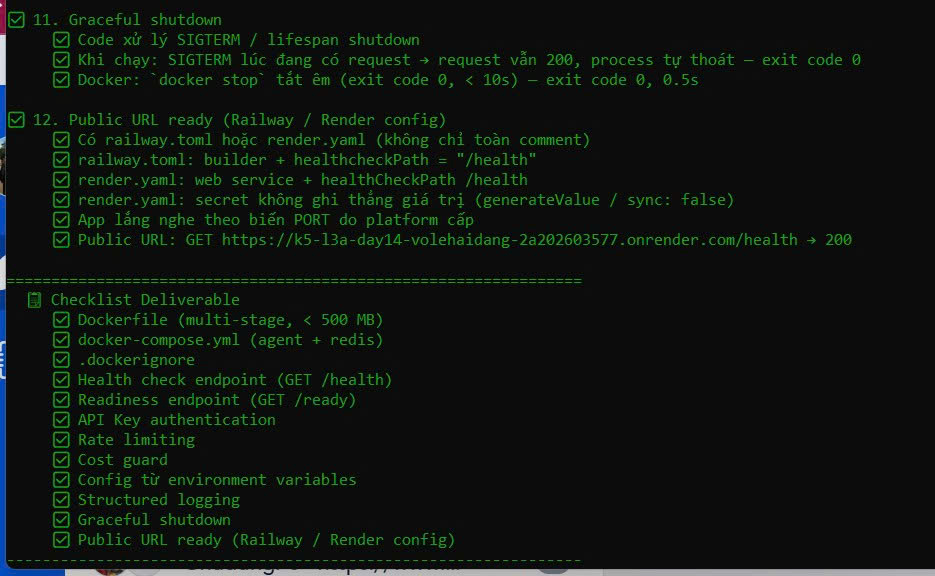 11. Graceful shutdown
Code xử lý SIGTERM / lifespan shutdown
Khi chạy: SIGTERM lúc đang có request → request vẫn 200, process tự thoát — exit code 0
Docker: `docker stop` tắt êm (exit code 0, < 10s) — exit code 0, 0.5s
12. Public URL ready (Railway / Render config)
Có railway.toml hoặc render.yaml (không chỉ toàn comment)
railway.toml: builder + healthcheckPath = "/health"
render.yaml: web service + healthCheckPath /health
render.yaml: secret không ghi thẳng giá trị (generateValue / sync: false)
App lắng nghe theo biến PORT do platform cấp
Public URL: GET https://k5-l3a-day14-volehaidang-2a202603577.onrender.com/health → 200
================================================================
Checklist Deliverable
Dockerfile (multi-stage, < 500 MB)
docker-compose.yml (agent + redis)
.dockerignore
Health check endpoint (GET /health)
Readiness endpoint (GET /ready)
API Key authentication
Rate limiting
Cost guard
Config từ environment variables
Structured logging
Graceful shutdown
Public URL ready (Railway / Render config)
----------------------------------------------------------------